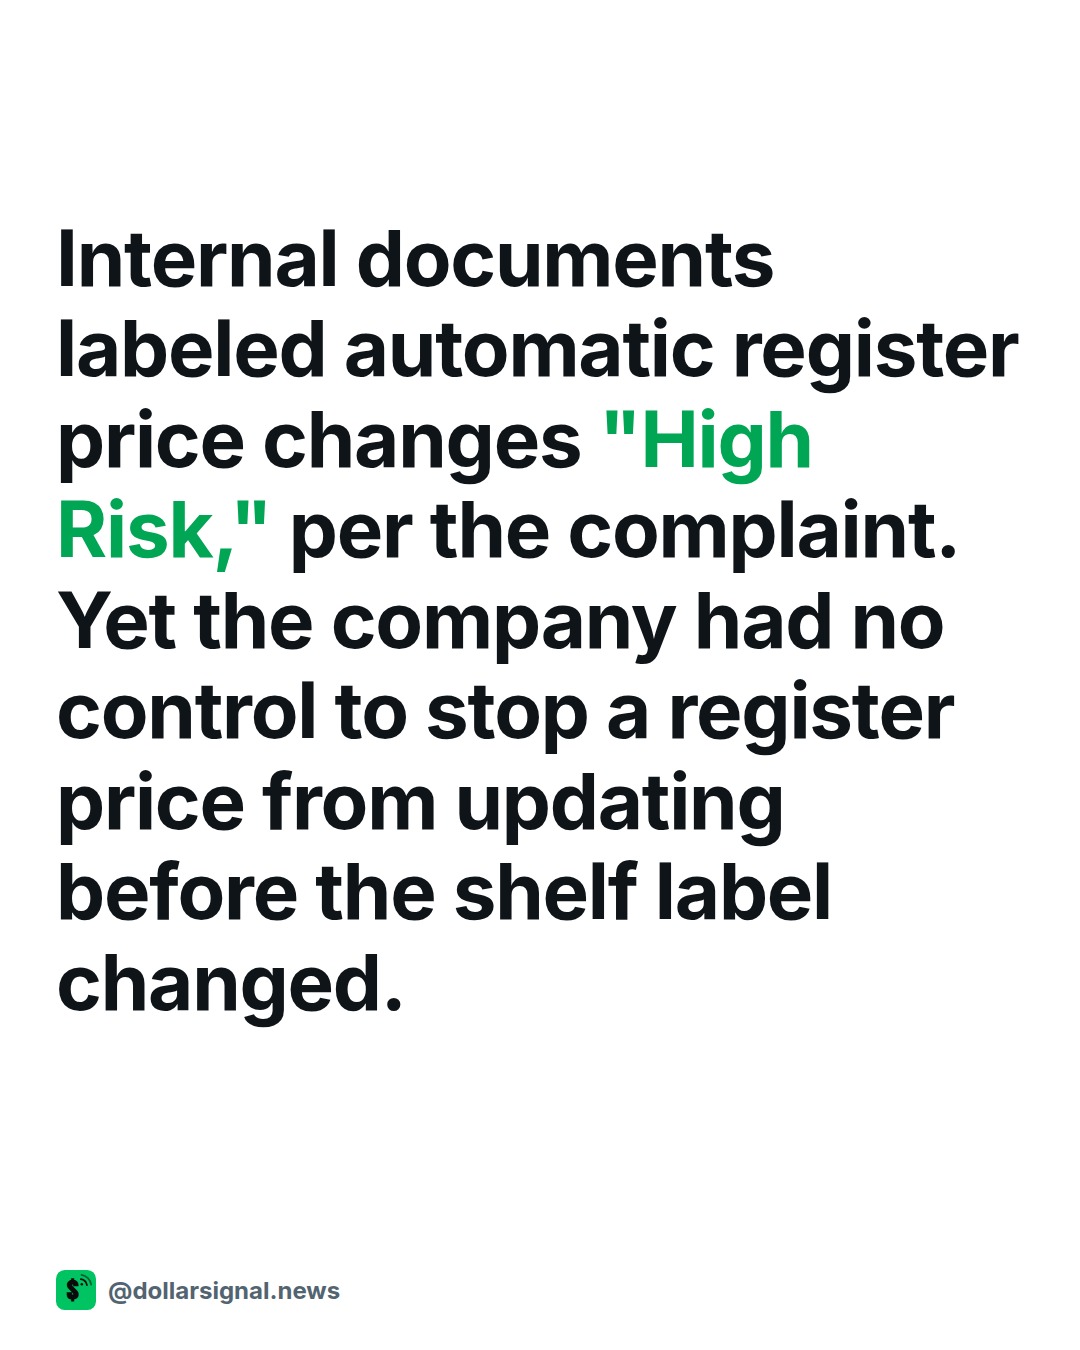 Internal documents
labeled automatic register
price changes "High
Risk," per the complaint.
Yet the company had no
control to stop a register
price from updating
before the shelf label
changed.
@dollarsignal.news